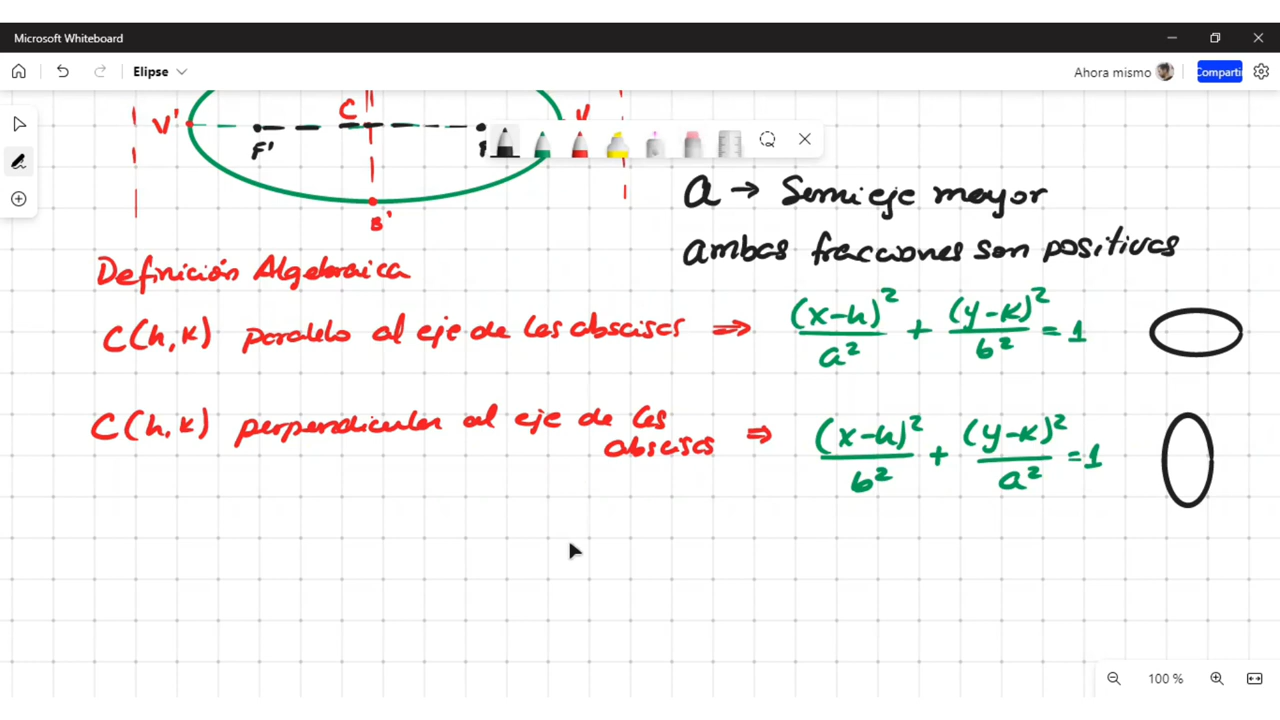 Microsoft Whiteboard
Elipse
Ahora mismo
Comparti
V'
C
V
F'
B'
a → Semieje mayor
ambas fracciones son positivas
Definición Algebraica
C(h,k) paralelo al eje de las abscisas ⇒ (x-h)²/a² + (y-k)²/b² = 1
C(h,k) perpendicular al eje de las abscisas ⇒ (x-h)²/b² + (y-k)²/a² = 1
100 %